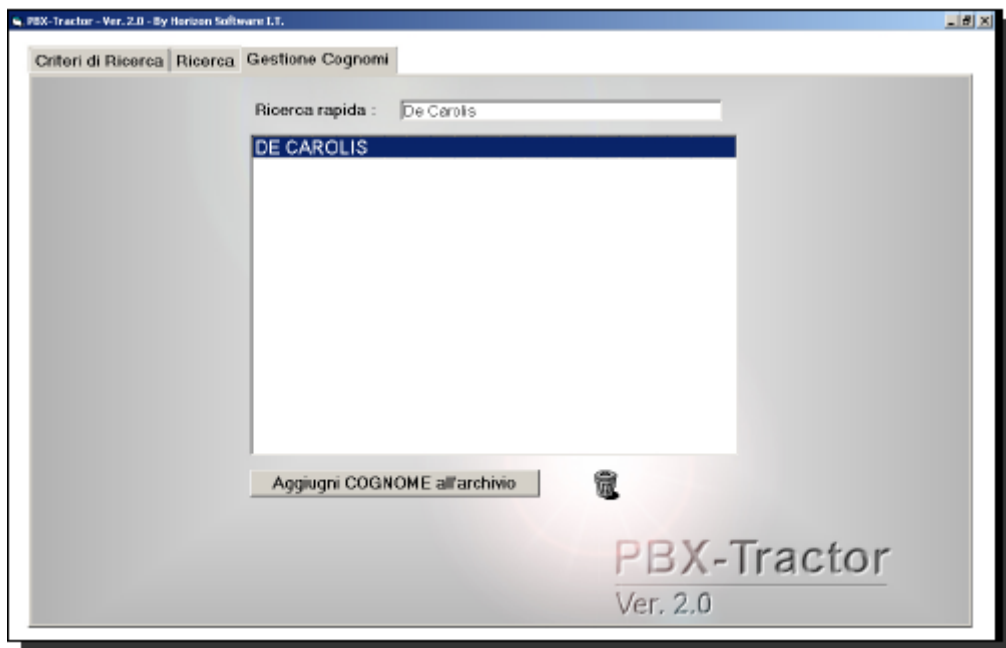 PBX-Tractor - Ver. 2.0 - By Horizon Software I.T.
Criteri di Ricerca Ricerca Gestione Cognomi
Ricerca rapida : De Carolis
DE CAROLIS
Aggiugni COGNOME all'archivio
PBX-Tractor
Ver. 2.0